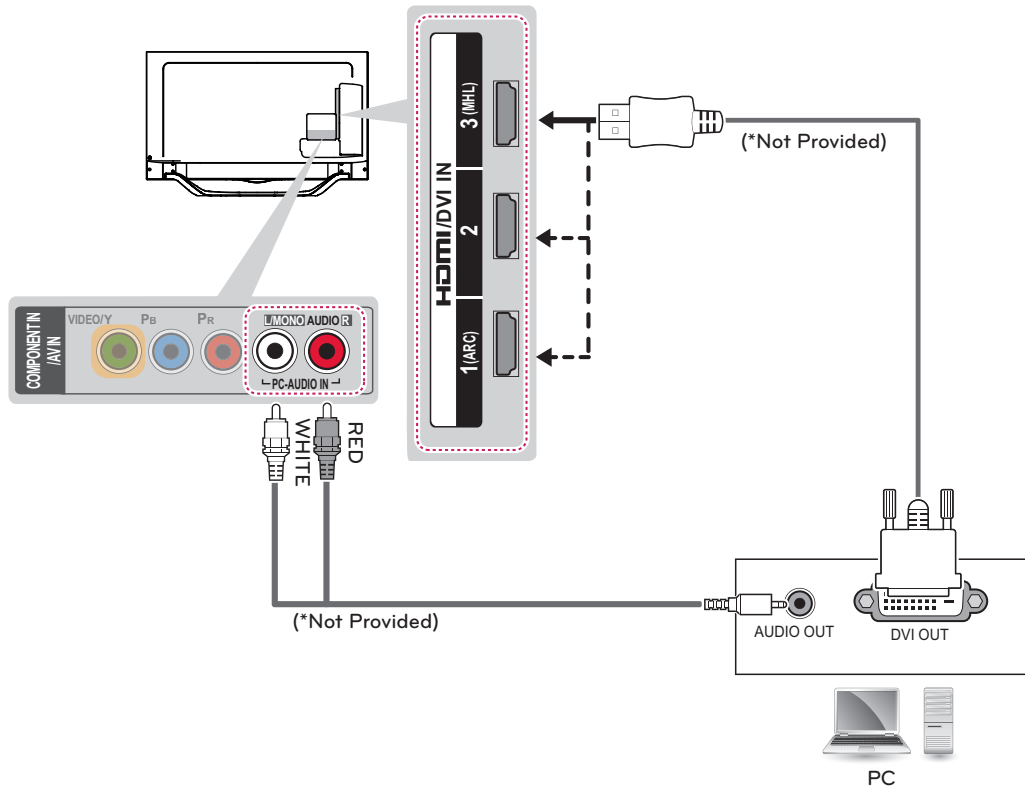 HDMI/DVI IN
3 (MHL)
2
1 (ARC)
(*Not Provided)
COMPONENT IN
/AV IN
VIDEO/Y
PB
PR
L/MONO AUDIO R
PC-AUDIO IN
WHITE
RED
(*Not Provided)
AUDIO OUT
DVI OUT
PC